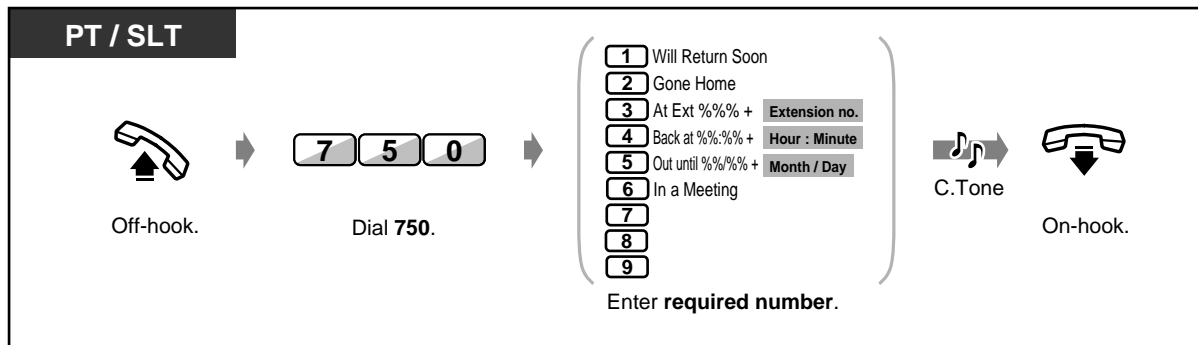 PT / SLT
1 Will Return Soon
2 Gone Home
3 At Ext %%% + Extension no.
4 Back at %%:%% + Hour : Minute
5 Out until %%/%% + Month / Day
6 In a Meeting
7
8
9
7 5 0
C.Tone
Off-hook.
Dial 750.
On-hook.
Enter required number.